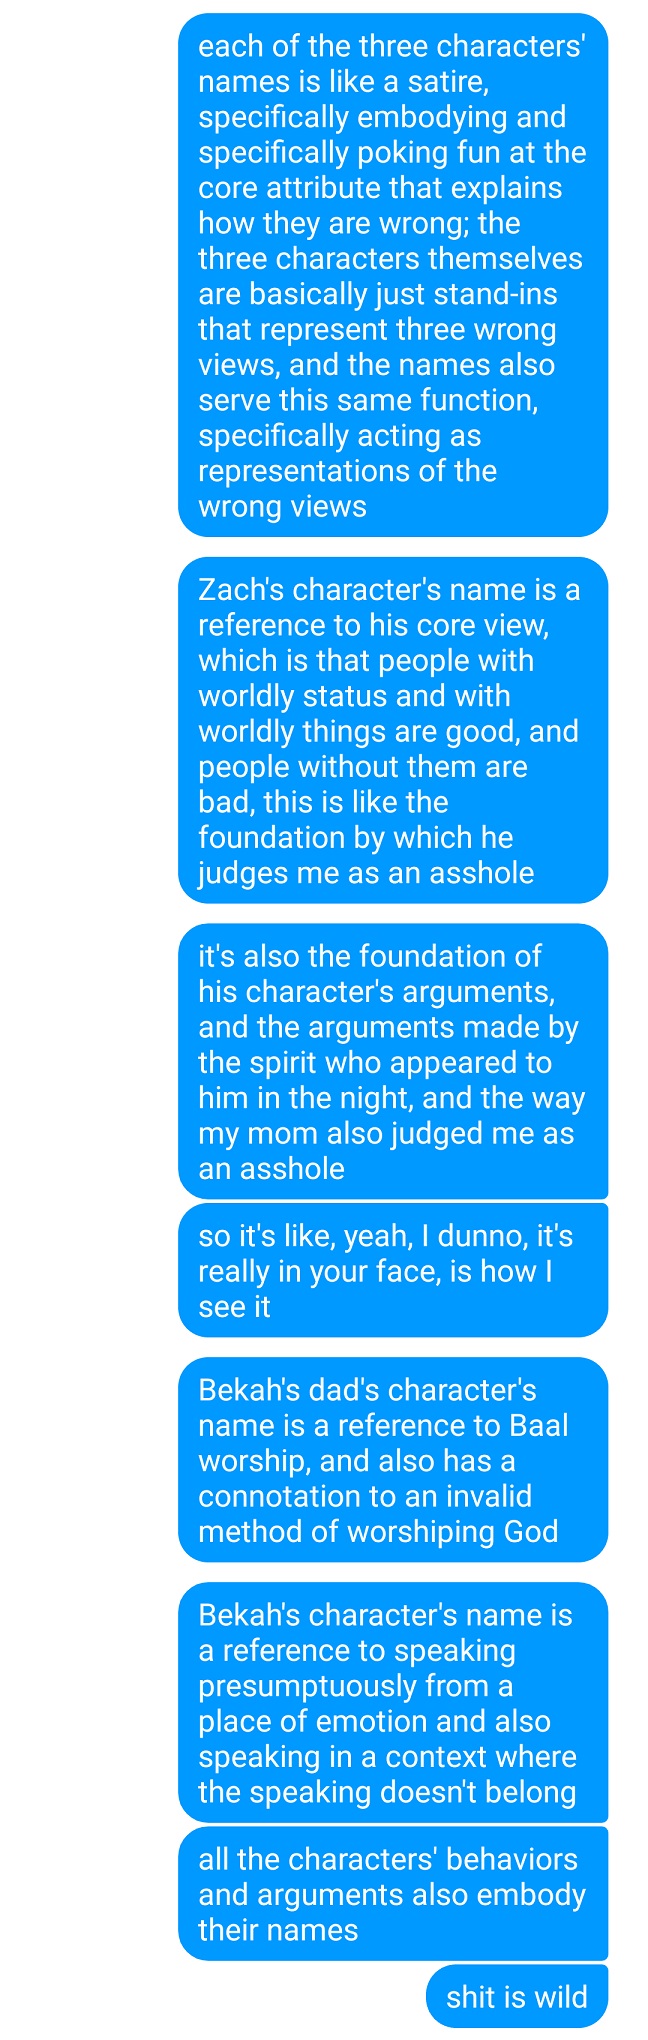 each of the three characters'
names is like a satire,
specifically embodying and
specifically poking fun at the
core attribute that explains
how they are wrong; the
three characters themselves
are basically just stand-ins
that represent three wrong
views, and the names also
serve this same function,
specifically acting as
representations of the
wrong views
Zach's character's name is a
reference to his core view,
which is that people with
worldly status and with
worldly things are good, and
people without them are
bad, this is like the
foundation by which he
judges me as an asshole
it's also the foundation of
his character's arguments,
and the arguments made by
the spirit who appeared to
him in the night, and the way
my mom also judged me as
an asshole
so it's like, yeah, I dunno, it's
really in your face, is how I
see it
Bekah's dad's character's
name is a reference to Baal
worship, and also has a
connotation to an invalid
method of worshiping God
Bekah's character's name is
a reference to speaking
presumptuously from a
place of emotion and also
speaking in a context where
the speaking doesn't belong
all the characters' behaviors
and arguments also embody
their names
shit is wild